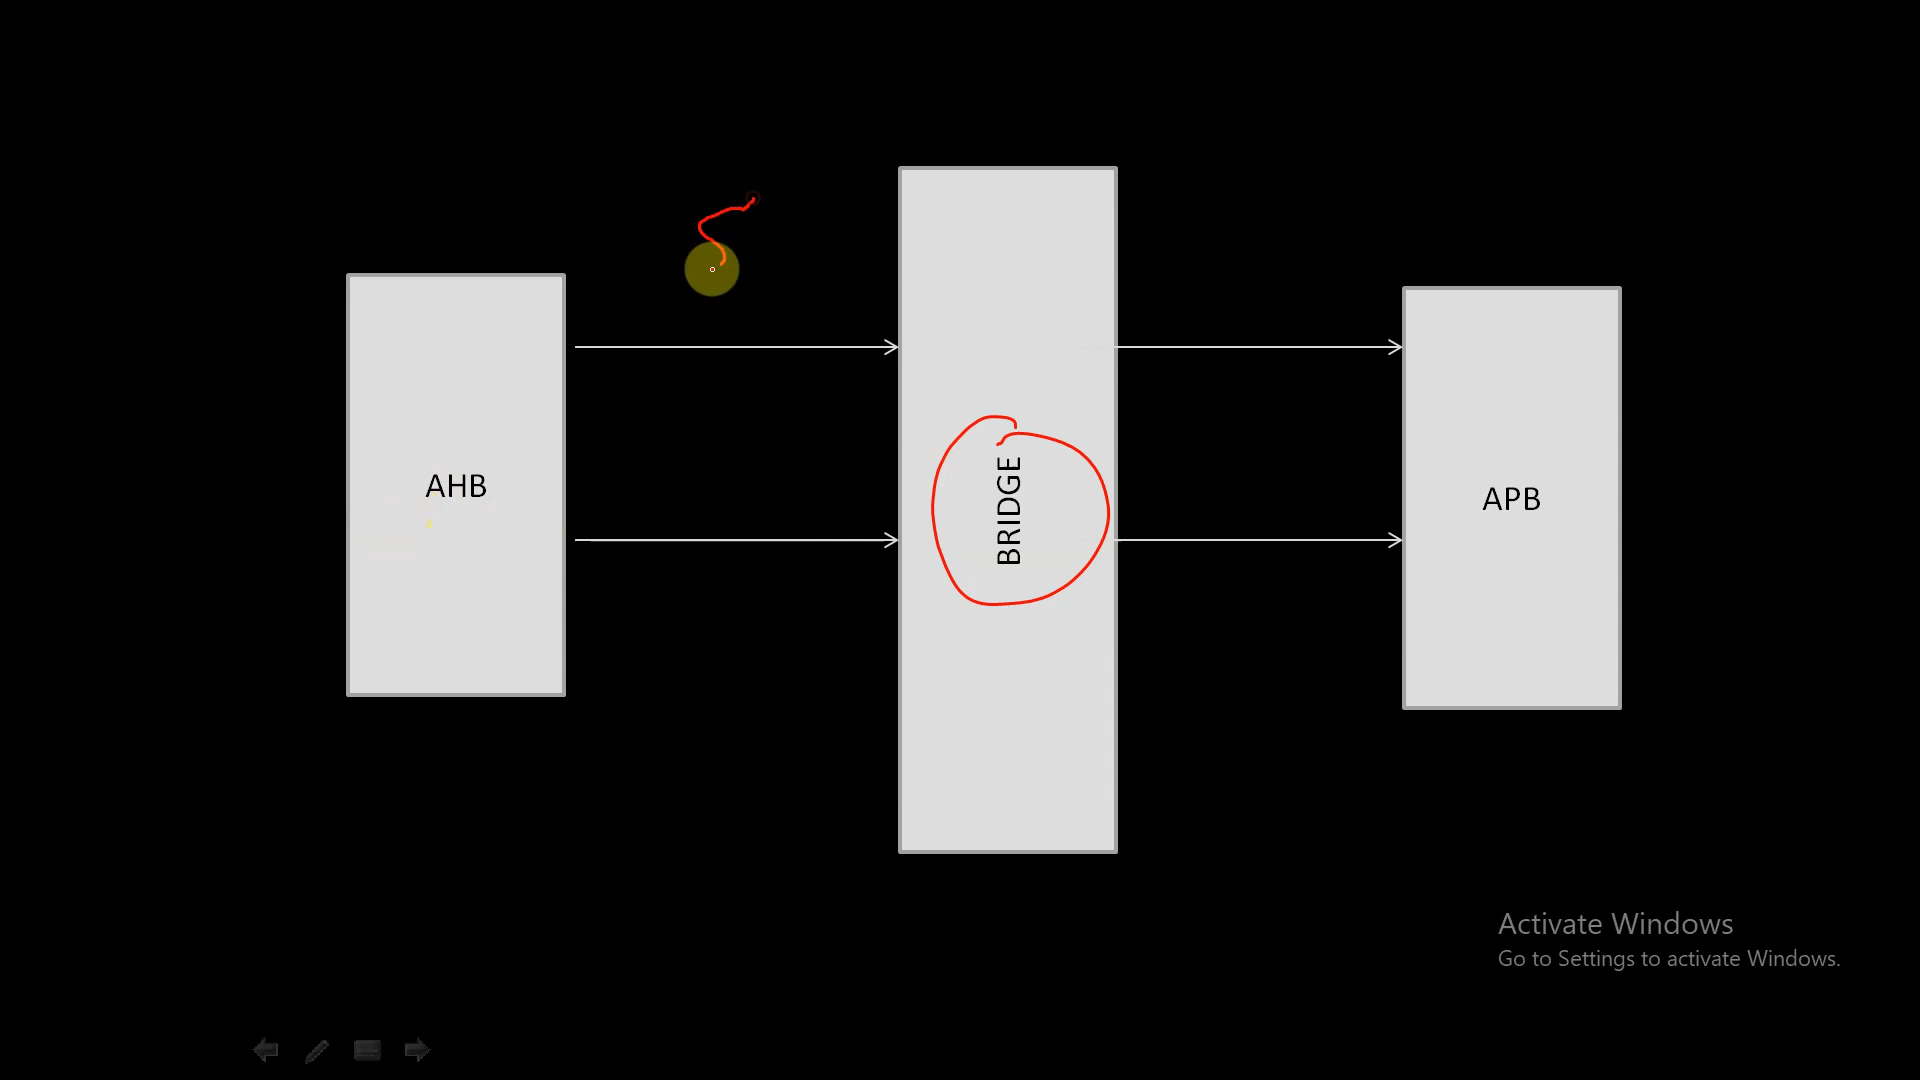 AHB
BRIDGE
APB
Activate Windows
Go to Settings to activate Windows.